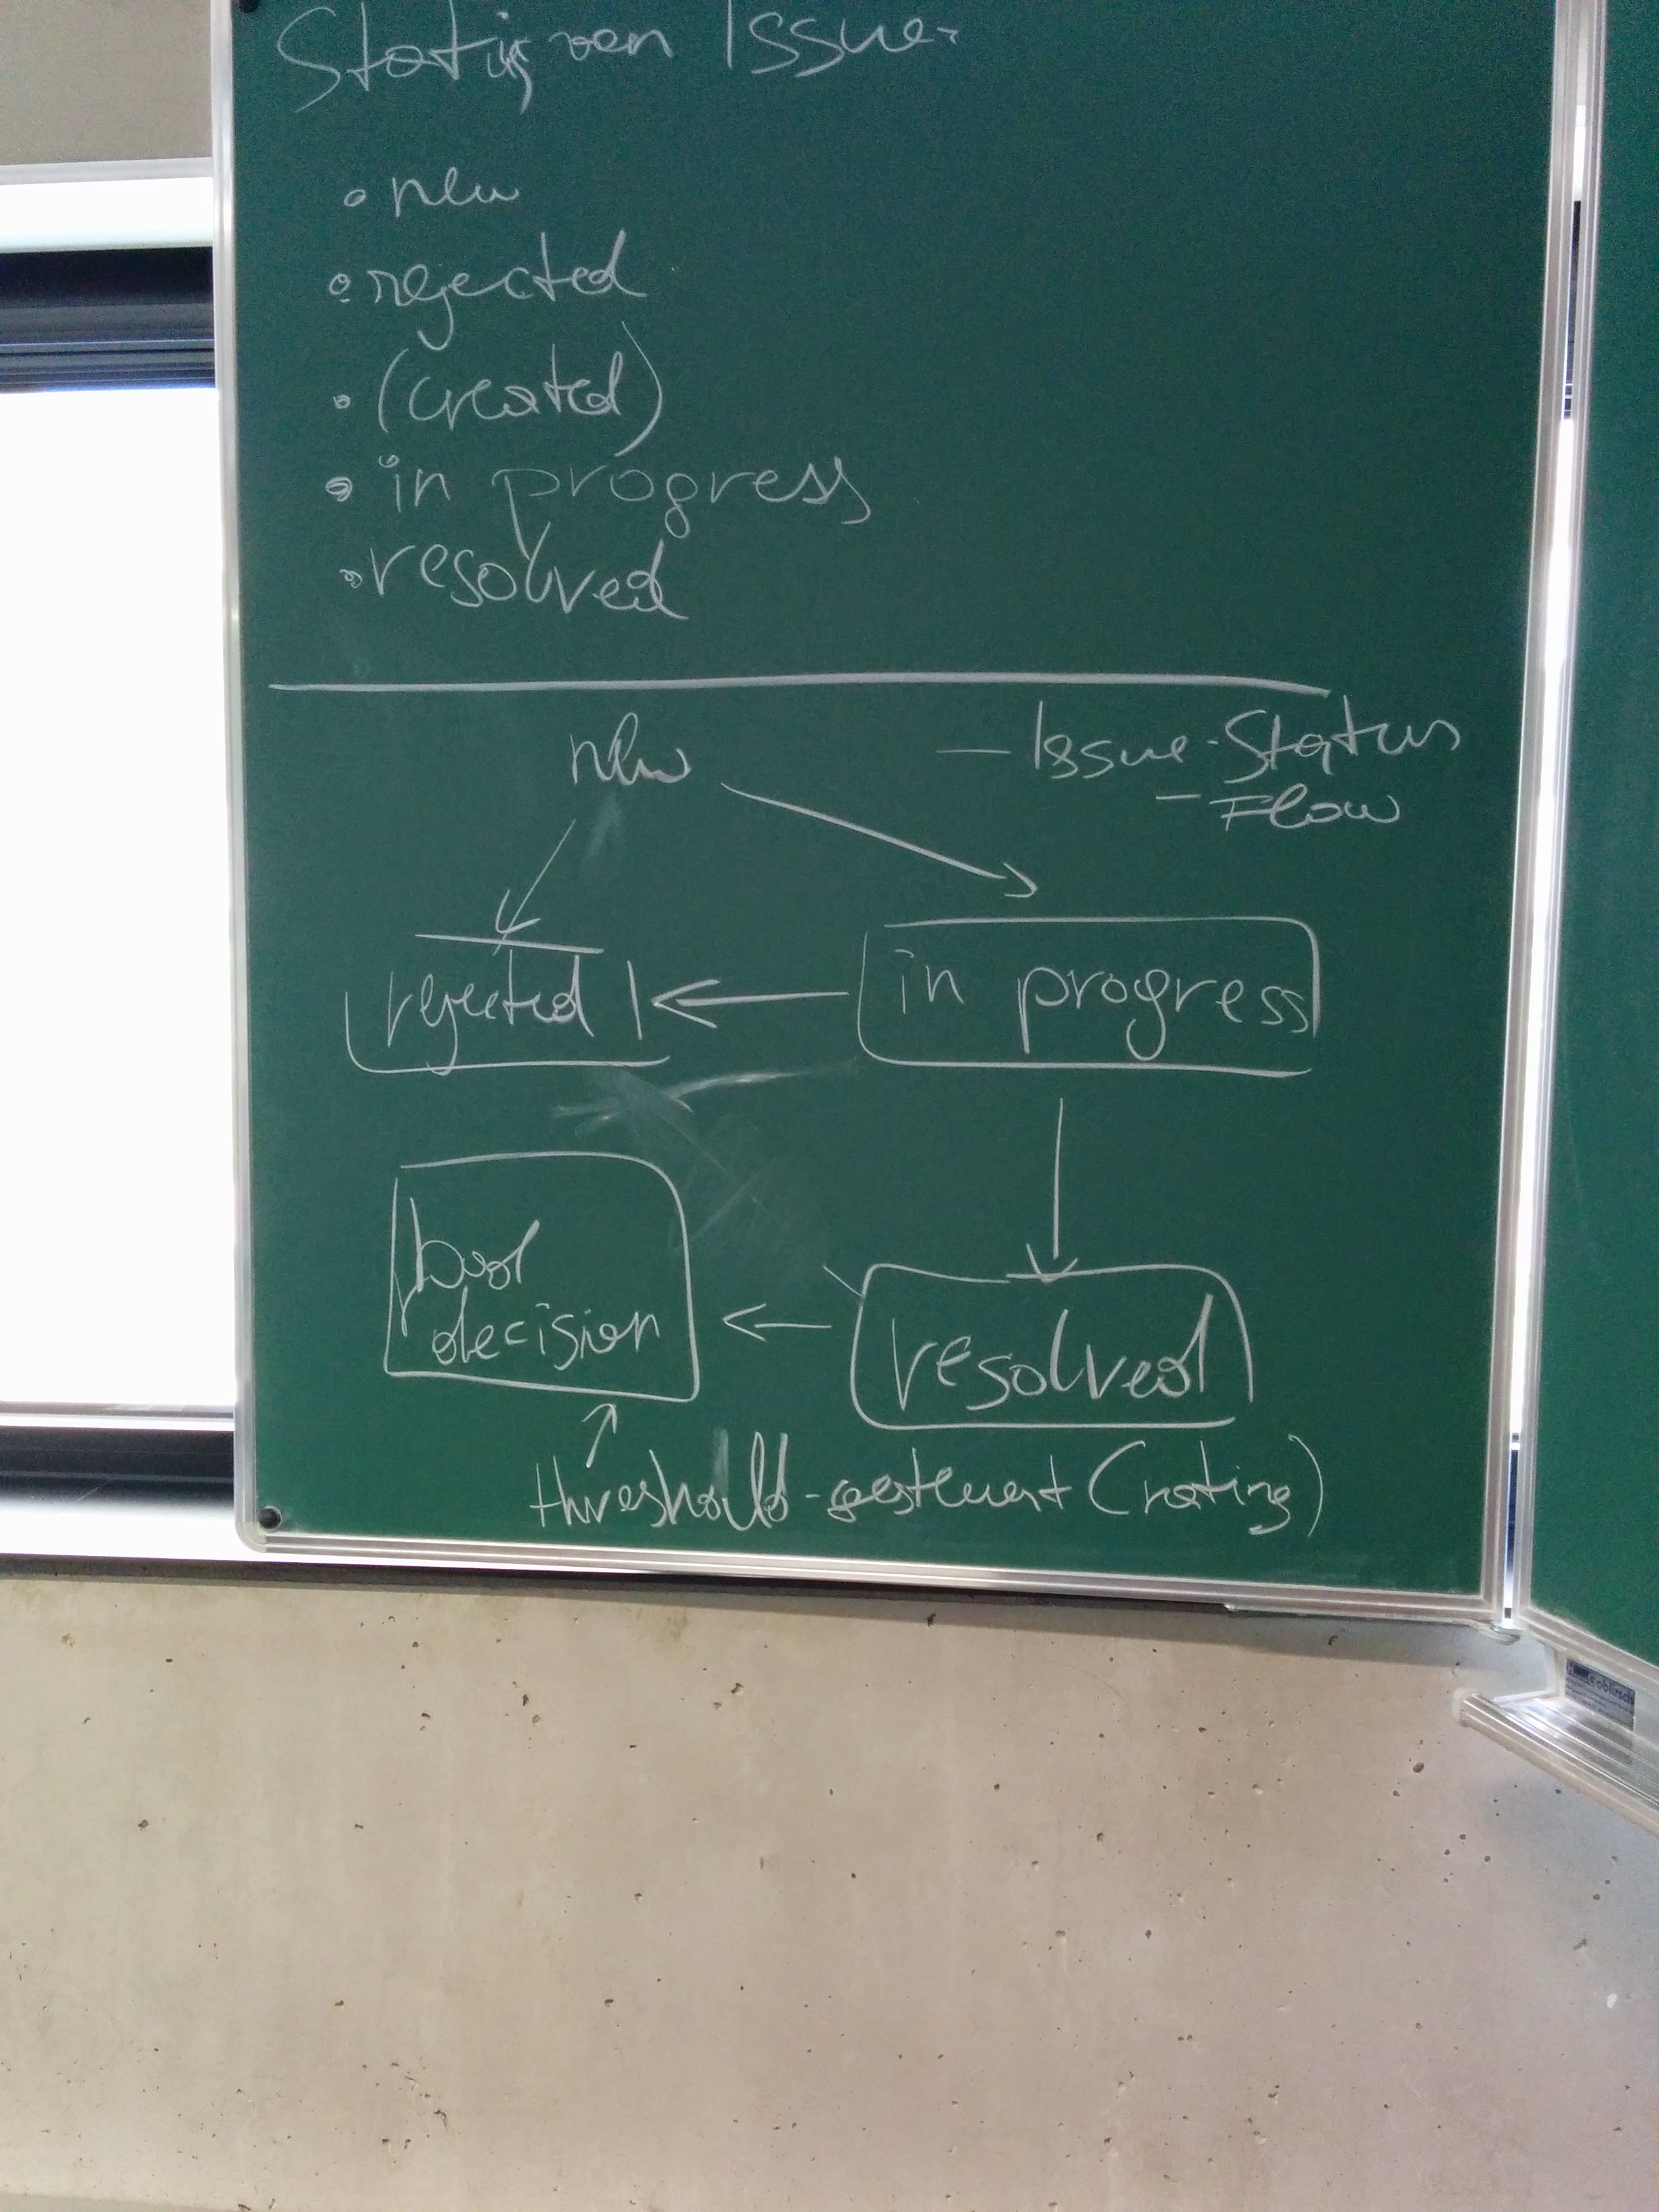 Status von Issue-
• new
• rejected
• (created)
• in progress
• resolved
new
— Issue-Status
- Flow
rejected
in progress
decision
resolved
threshold-gesteuert (rating)